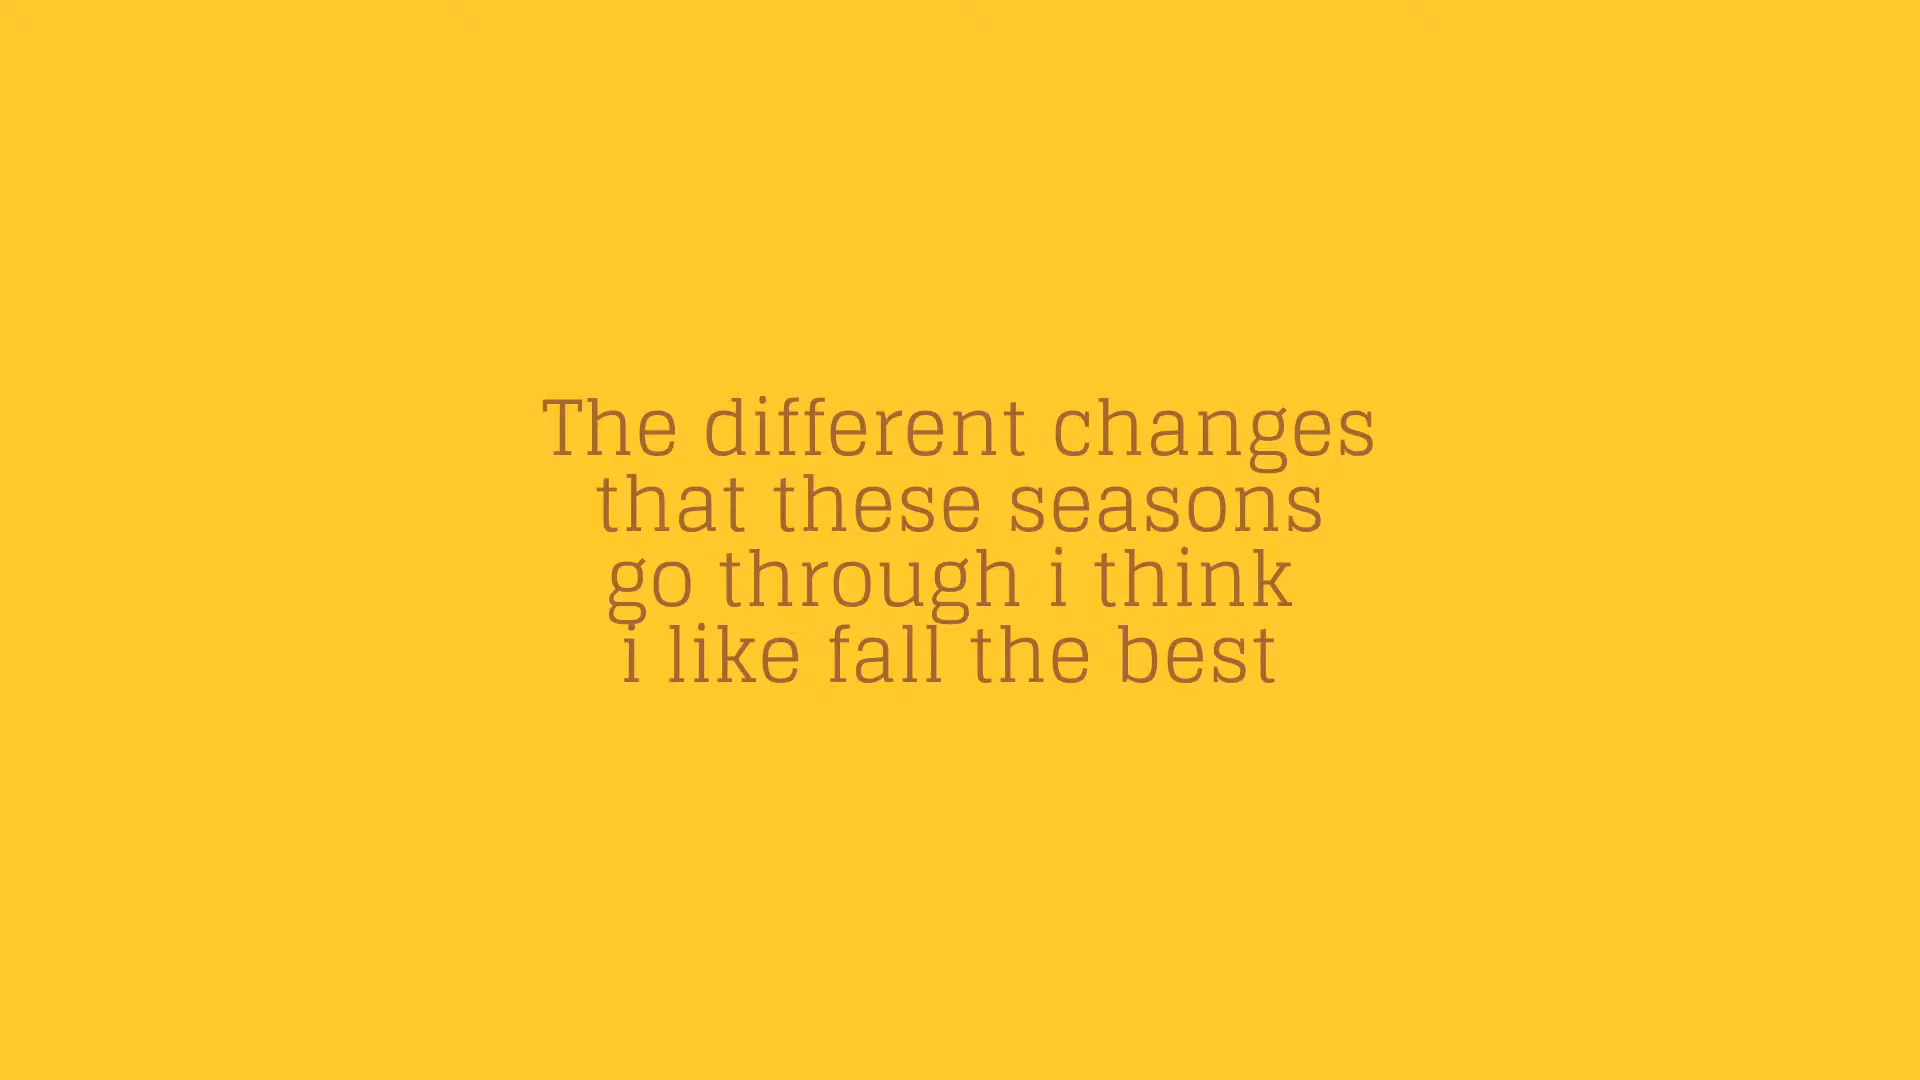 The different changes
that these seasons
go through i think
i like fall the best